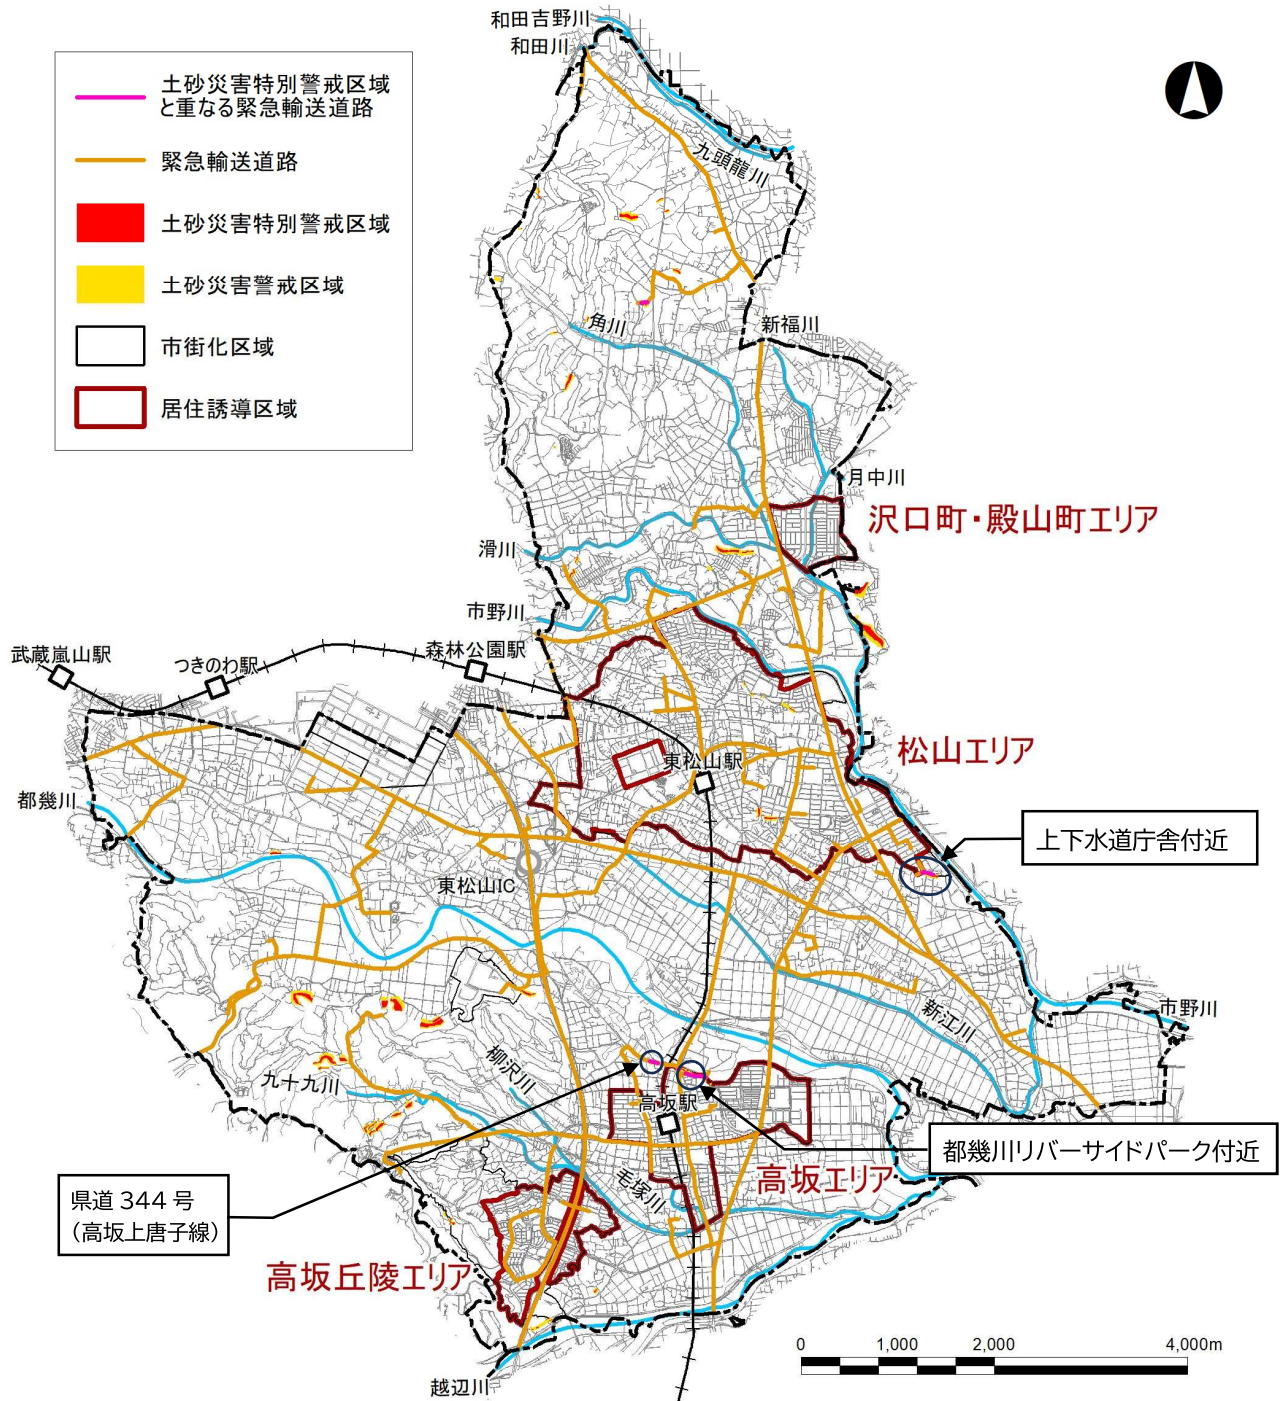 和田吉野川
和田川
土砂災害特別警戒区域
と重なる緊急輸送道路
緊急輸送道路
土砂災害特別警戒区域
土砂災害警戒区域
市街化区域
居住誘導区域
九頭龍川
角川
新福川
月中川
沢口町・殿山町エリア
滑川
市野川
武蔵嵐山駅
つきのわ駅
森林公園駅
松山エリア
東松山駅
都幾川
上下水道庁舎付近
東松山IC
新江川
市野川
柳沢川
九十九川
高坂駅
都幾川リバーサイドパーク付近
高坂エリア
毛塚川
県道 344 号
（高坂上唐子線）
高坂丘陵エリア
越辺川
0 1,000 2,000 4,000m